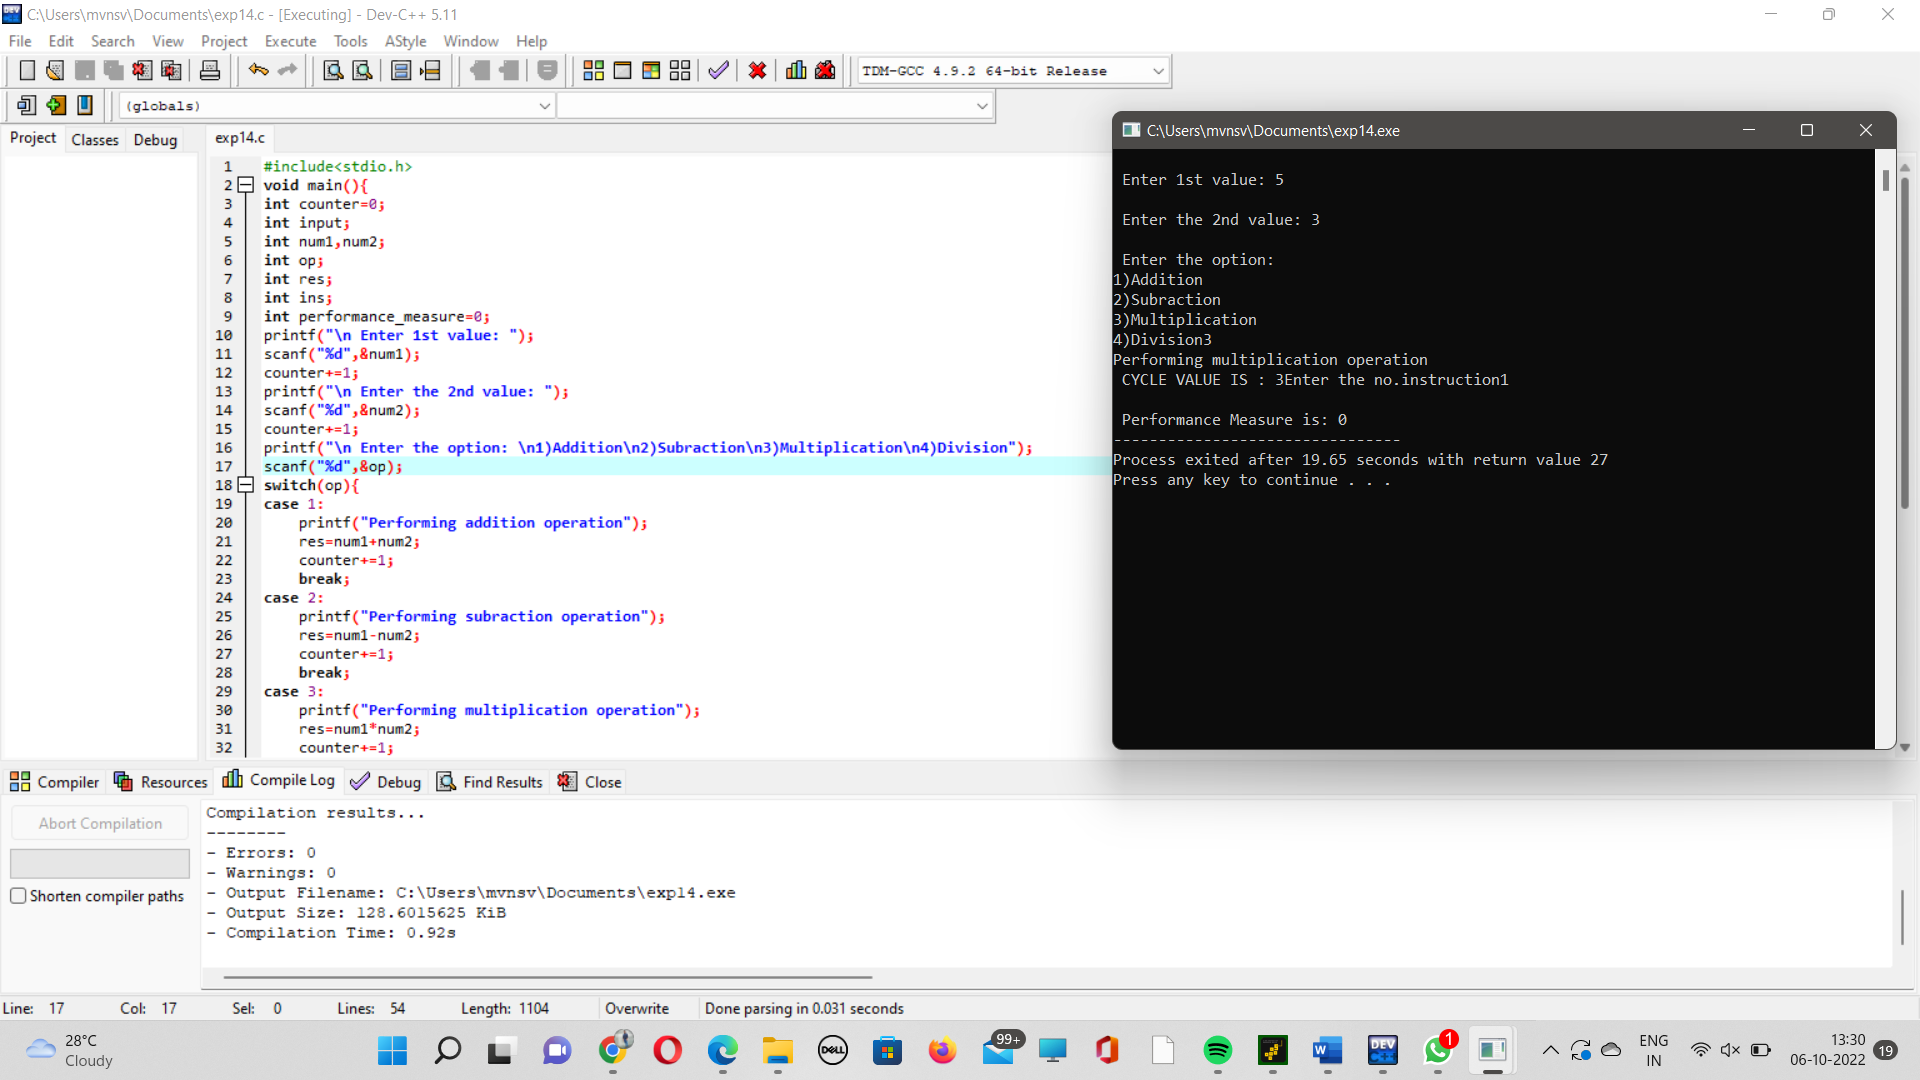 C:\Users\mvnsv\Documents\exp14.c - [Executing] - Dev-C++ 5.11
File Edit Search View Project Execute Tools AStyle Window Help
TDM-GCC 4.9.2 64-bit Release
(globals)
Project Classes Debug
exp14.c
1 #include<stdio.h>
2 void main(){
3 int counter=0;
4 int input;
5 int num1,num2;
6 int op;
7 int res;
8 int ins;
9 int performance_measure=0;
10 printf("\n Enter 1st value: ");
11 scanf("%d",&num1);
12 counter+=1;
13 printf("\n Enter the 2nd value: ");
14 scanf("%d",&num2);
15 counter+=1;
16 printf("\n Enter the option: \n1)Addition\n2)Subraction\n3)Multiplication\n4)Division");
17 scanf("%d",&op);
18 switch(op){
19 case 1:
20 printf("Performing addition operation");
21 res=num1+num2;
22 counter+=1;
23 break;
24 case 2:
25 printf("Performing subraction operation");
26 res=num1-num2;
27 counter+=1;
28 break;
29 case 3:
30 printf("Performing multiplication operation");
31 res=num1*num2;
32 counter+=1;
C:\Users\mvnsv\Documents\exp14.exe
Enter 1st value: 5
Enter the 2nd value: 3
Enter the option:
1)Addition
2)Subraction
3)Multiplication
4)Division3
Performing multiplication operation
CYCLE VALUE IS : 3Enter the no.instruction1
Performance Measure is: 0
--------------------------------
Process exited after 19.65 seconds with return value 27
Press any key to continue . . .
Compiler Resources Compile Log Debug Find Results Close
Abort Compilation
Shorten compiler paths
Compilation results...
--------
- Errors: 0
- Warnings: 0
- Output Filename: C:\Users\mvnsv\Documents\exp14.exe
- Output Size: 128.6015625 KiB
- Compilation Time: 0.92s
Line: 17 Col: 17 Sel: 0 Lines: 54 Length: 1104 Overwrite Done parsing in 0.031 seconds
28°C
Cloudy
DELL
99+
W
DEV
1
ENG
IN
13:30
06-10-2022
19